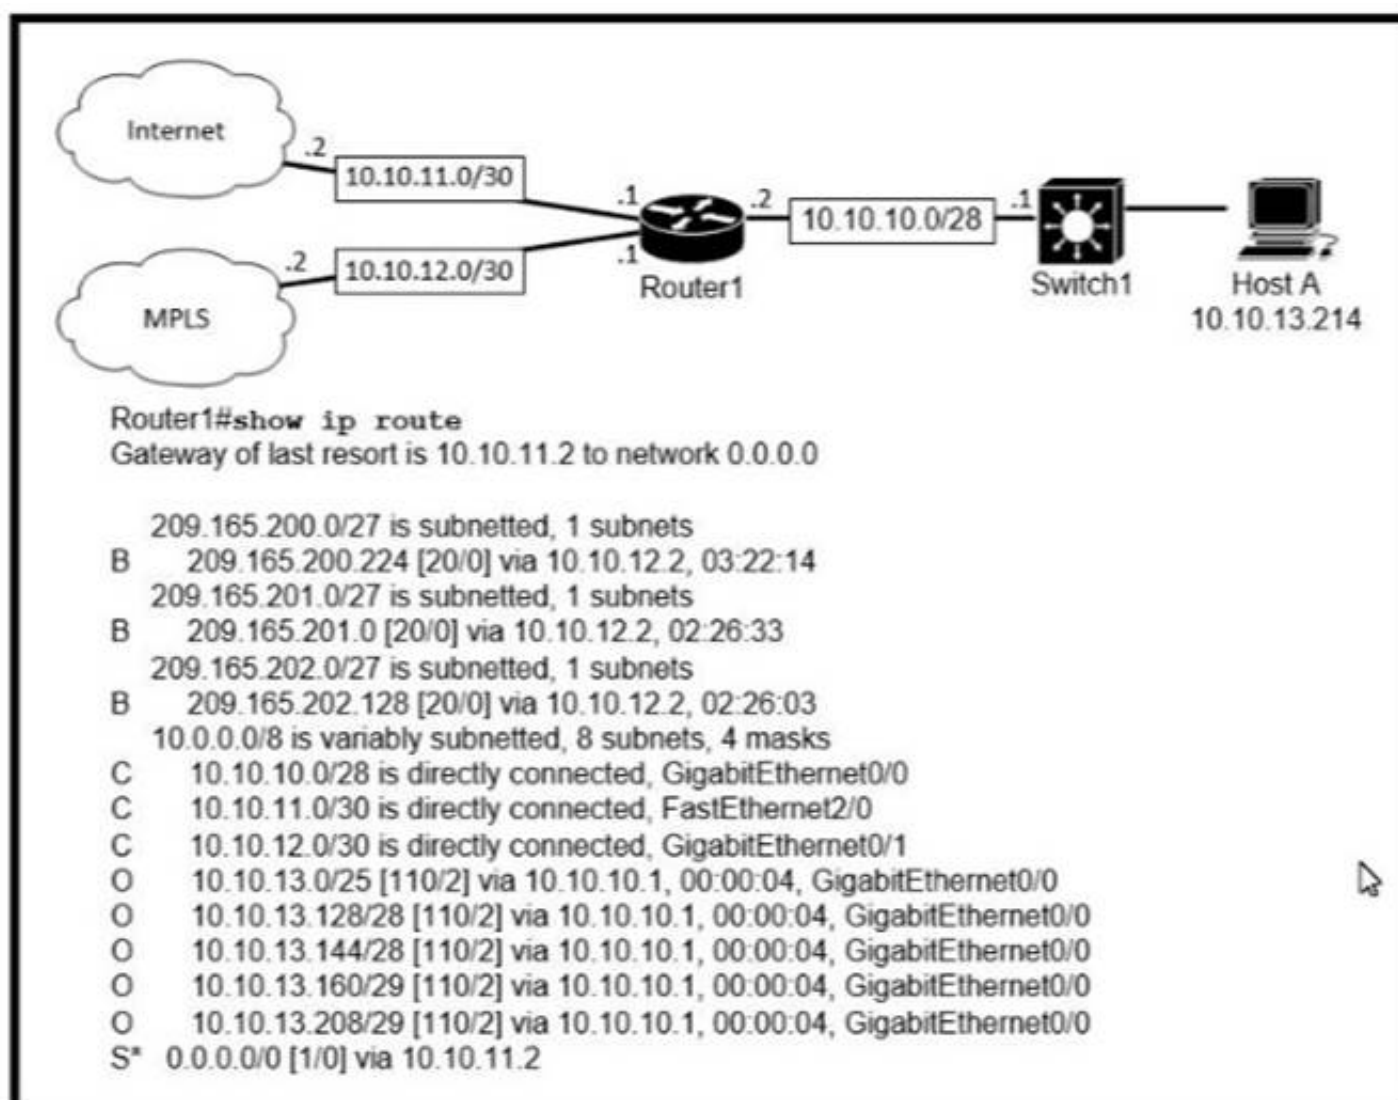 Internet
.2
10.10.11.0/30
.1
.2
10.10.10.0/28
.1
.2
10.10.12.0/30
.1
MPLS
Router1
Switch1
Host A
10.10.13.214
Router1#show ip route
Gateway of last resort is 10.10.11.2 to network 0.0.0.0
209.165.200.0/27 is subnetted, 1 subnets
B 209.165.200.224 [20/0] via 10.10.12.2, 03:22:14
209.165.201.0/27 is subnetted, 1 subnets
B 209.165.201.0 [20/0] via 10.10.12.2, 02:26:33
209.165.202.0/27 is subnetted, 1 subnets
B 209.165.202.128 [20/0] via 10.10.12.2, 02:26:03
10.0.0.0/8 is variably subnetted, 8 subnets, 4 masks
C 10.10.10.0/28 is directly connected, GigabitEthernet0/0
C 10.10.11.0/30 is directly connected, FastEthernet2/0
C 10.10.12.0/30 is directly connected, GigabitEthernet0/1
O 10.10.13.0/25 [110/2] via 10.10.10.1, 00:00:04, GigabitEthernet0/0
O 10.10.13.128/28 [110/2] via 10.10.10.1, 00:00:04, GigabitEthernet0/0
O 10.10.13.144/28 [110/2] via 10.10.10.1, 00:00:04, GigabitEthernet0/0
O 10.10.13.160/29 [110/2] via 10.10.10.1, 00:00:04, GigabitEthernet0/0
O 10.10.13.208/29 [110/2] via 10.10.10.1, 00:00:04, GigabitEthernet0/0
S* 0.0.0.0/0 [1/0] via 10.10.11.2